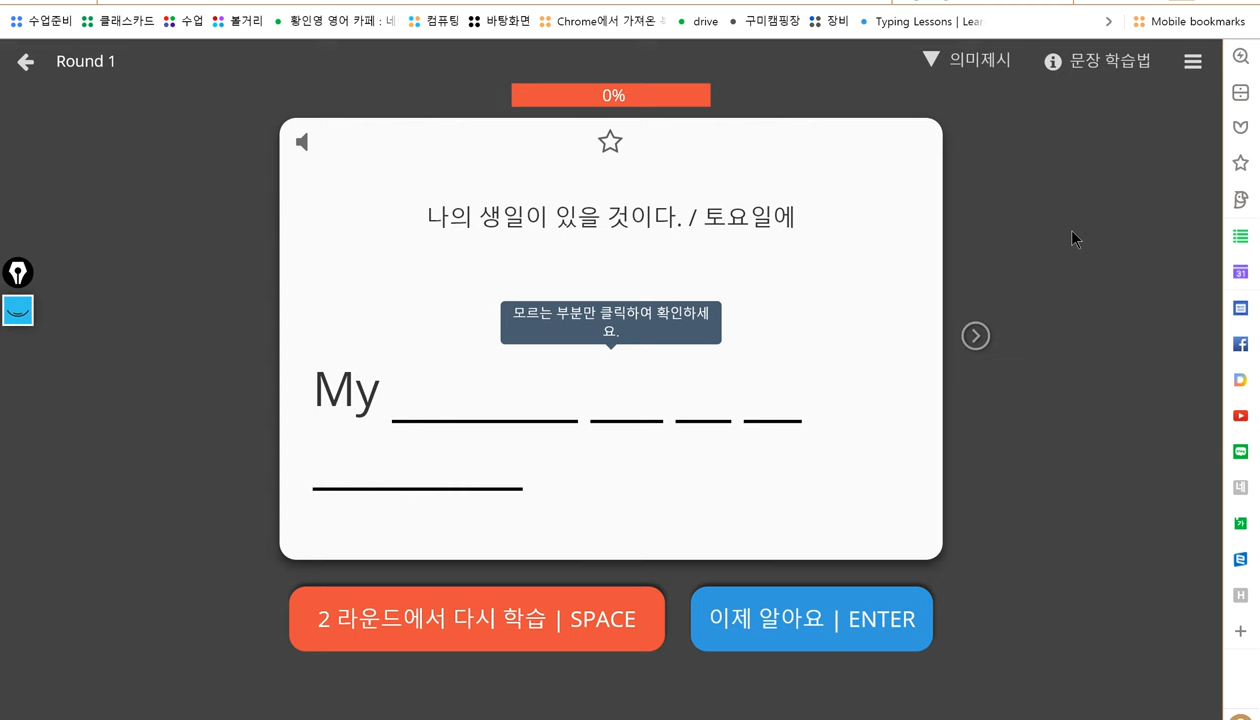 수업준비 클래스카드 수업 볼거리 황인영 영어 카페 : 네 컴퓨팅 바탕화면 Chrome에서 가져온 drive 구미캠핑장 장비 Typing Lessons | Lear Mobile bookmarks
Round 1 의미제시 문장 학습법
0%
나의 생일이 있을 것이다. / 토요일에
모르는 부분만 클릭하여 확인하세
요.
My
2 라운드에서 다시 학습 | SPACE 이제 알아요 | ENTER
31